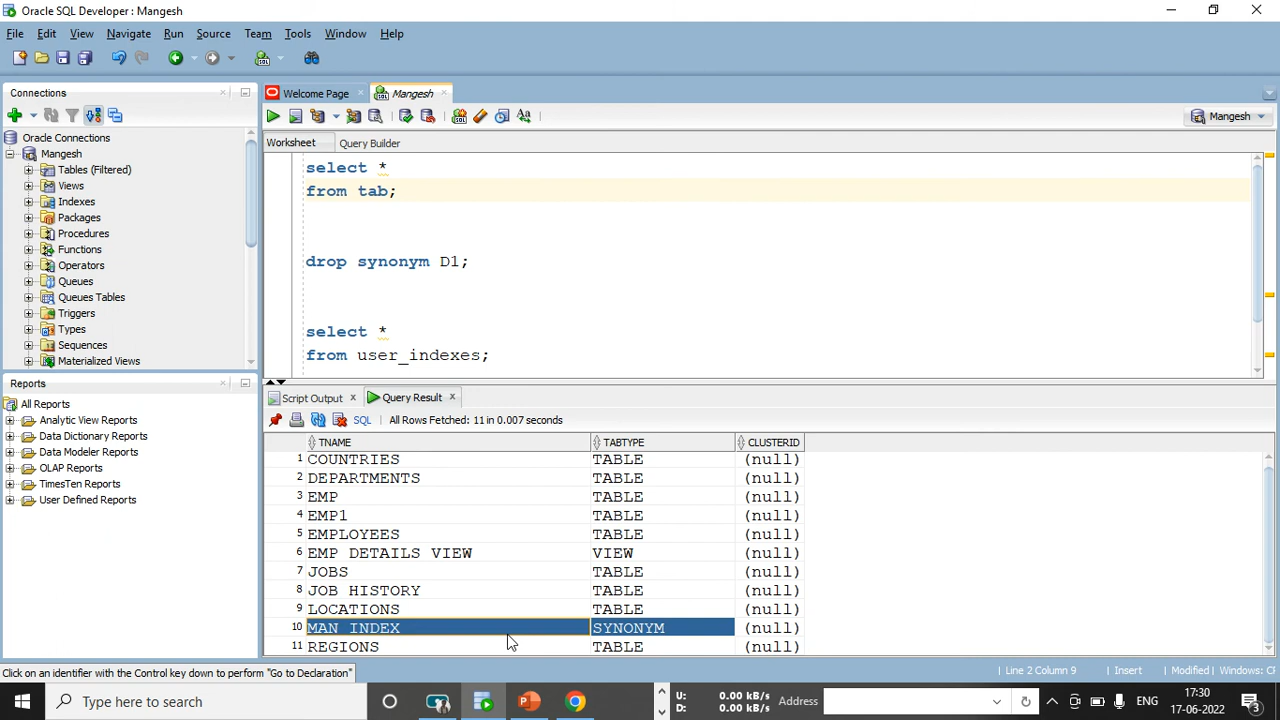 Oracle SQL Developer : Mangesh
File Edit View Navigate Run Source Team Tools Window Help
Connections
Welcome Page
Mangesh
Mangesh
Oracle Connections
Mangesh
Tables (Filtered)
Views
Indexes
Packages
Procedures
Functions
Operators
Queues
Queues Tables
Triggers
Types
Sequences
Materialized Views
Worksheet Query Builder
select *
from tab;
drop synonym D1;
select *
from user_indexes;
Reports
All Reports
Analytic View Reports
Data Dictionary Reports
Data Modeler Reports
OLAP Reports
TimesTen Reports
User Defined Reports
Script Output Query Result
SQL All Rows Fetched: 11 in 0.007 seconds
TNAME TABTYPE CLUSTERID
1 COUNTRIES TABLE (null)
2 DEPARTMENTS TABLE (null)
3 EMP TABLE (null)
4 EMP1 TABLE (null)
5 EMPLOYEES TABLE (null)
6 EMP DETAILS VIEW VIEW (null)
7 JOBS TABLE (null)
8 JOB HISTORY TABLE (null)
9 LOCATIONS TABLE (null)
10 MAN INDEX SYNONYM (null)
11 REGIONS TABLE (null)
Click on an identifier with the Control key down to perform "Go to Declaration"
Line 2 Column 9 Insert Modified Windows: CF
Type here to search
U: 0.00 kB/s
D: 0.00 kB/s
Address
ENG
17:30
17-06-2022
3